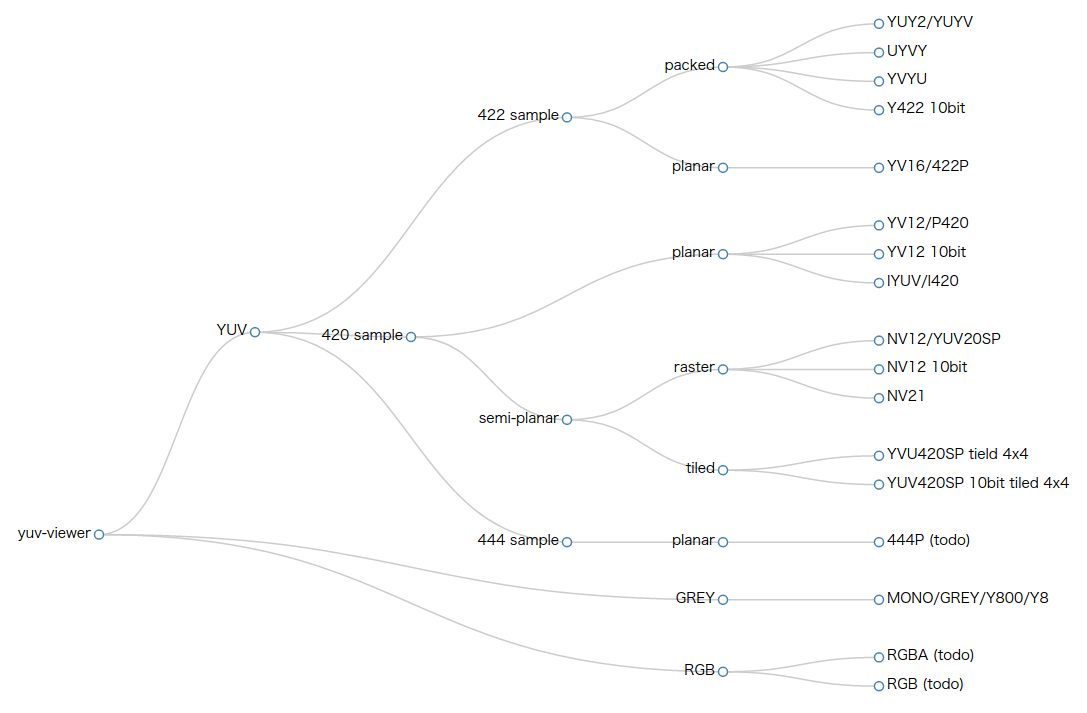 YUY2/YUYV
UYVY
packed
YVYU
Y422 10bit
422 sample
planar
YV16/422P
YV12/P420
planar
YV12 10bit
IYUV/I420
YUV
420 sample
NV12/YUV20SP
raster
NV12 10bit
NV21
semi-planar
YVU420SP tield 4x4
tiled
YUV420SP 10bit tiled 4x4
yuv-viewer
444 sample
planar
444P (todo)
GREY
MONO/GREY/Y800/Y8
RGBA (todo)
RGB
RGB (todo)